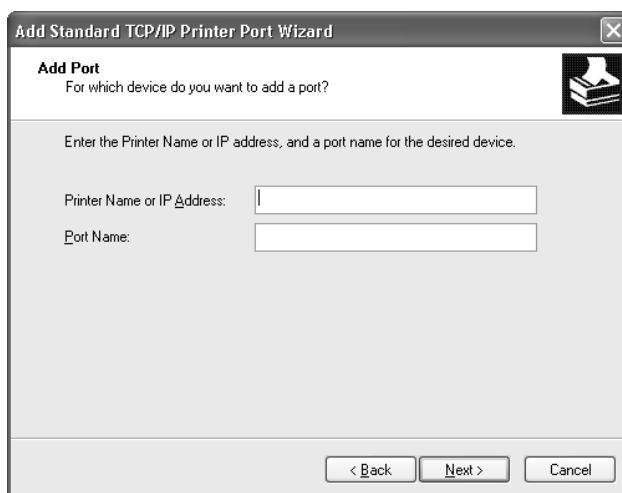 Add Standard TCP/IP Printer Port Wizard
Add Port
For which device do you want to add a port?
Enter the Printer Name or IP address, and a port name for the desired device.
Printer Name or IP Address:
Port Name:
< Back Next > Cancel